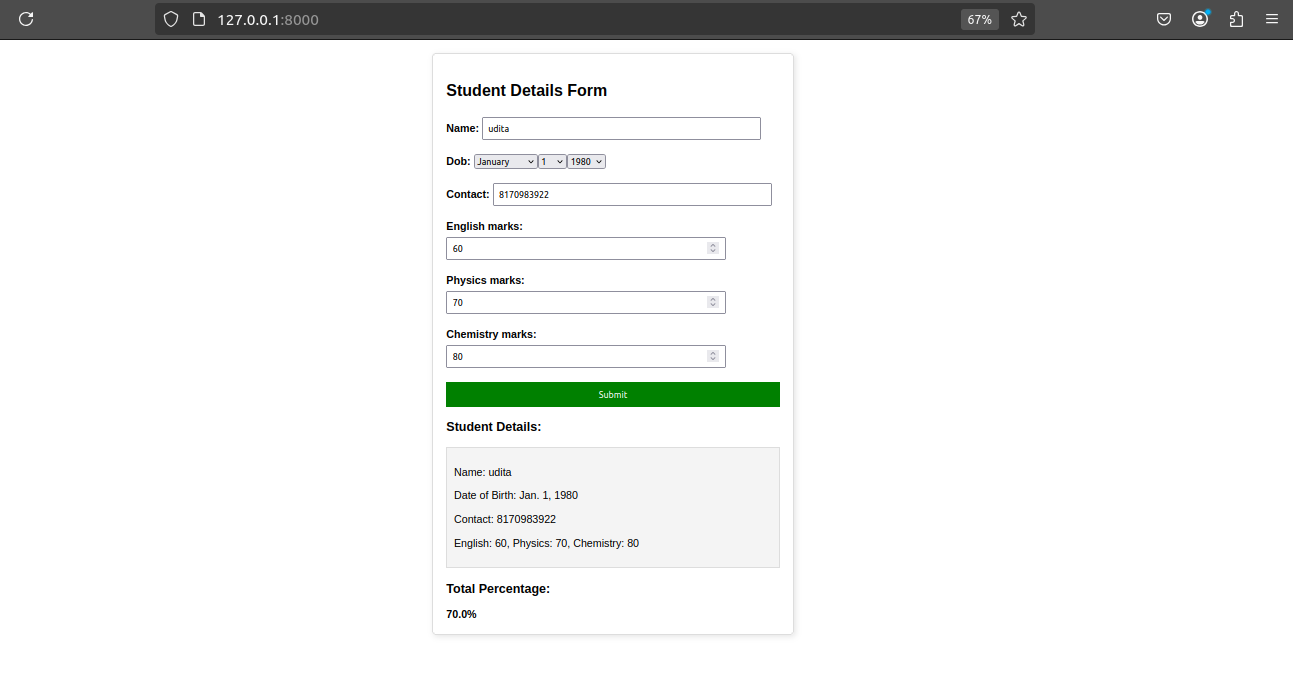 127.0.0.1:8000
67%
Student Details Form
Name: udita
Dob: January 1 1980
Contact: 8170983922
English marks:
60
Physics marks:
70
Chemistry marks:
80
Submit
Student Details:
Name: udita
Date of Birth: Jan. 1, 1980
Contact: 8170983922
English: 60, Physics: 70, Chemistry: 80
Total Percentage:
70.0%